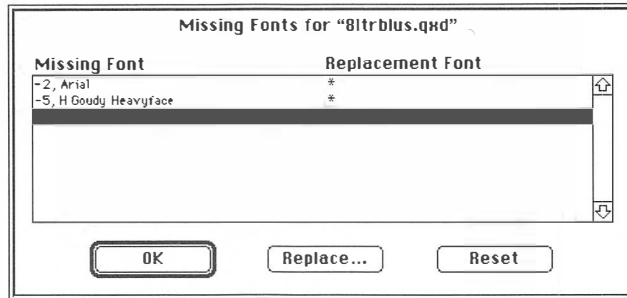 Missing Fonts for “8ltrblus.qxd”
Missing Font Replacement Font
-2, Arial *
-5, H Goudy Heavyface *
OK Replace... Reset